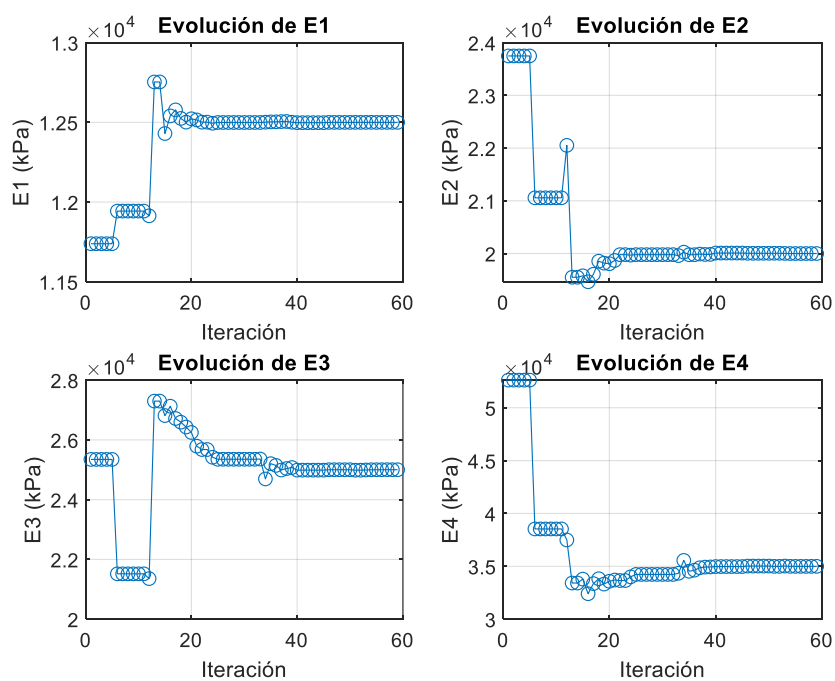 ×10⁴ Evolución de E1
1.3
1.25
1.2
1.15
E1 (kPa)
0 20 40 60
Iteración
×10⁴ Evolución de E2
2.4
2.3
2.2
2.1
2
E2 (kPa)
0 20 40 60
Iteración
×10⁴ Evolución de E3
2.8
2.6
2.4
2.2
2
E3 (kPa)
0 20 40 60
Iteración
×10⁴ Evolución de E4
5
4.5
4
3.5
3
E4 (kPa)
0 20 40 60
Iteración